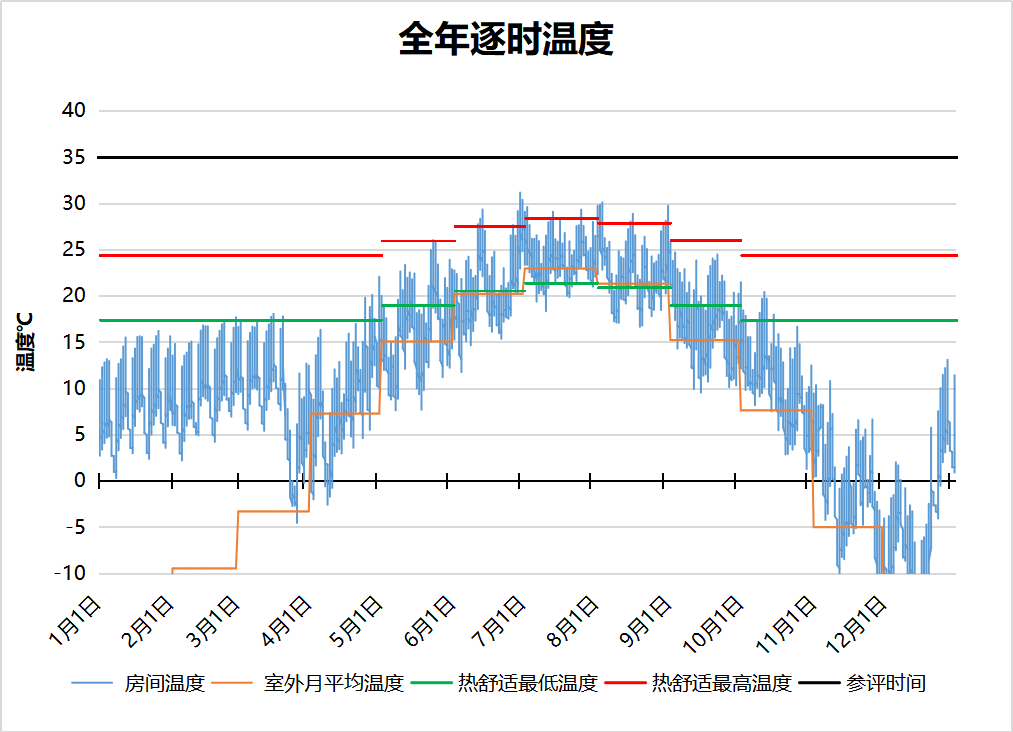 全年逐时温度
40
35
30
25
20
15
10
5
0
-5
-10
温度℃
1月1日
2月1日
3月1日
4月1日
5月1日
6月1日
7月1日
8月1日
9月1日
10月1日
11月1日
12月1日
房间温度
室外月平均温度
热舒适最低温度
热舒适最高温度
参评时间